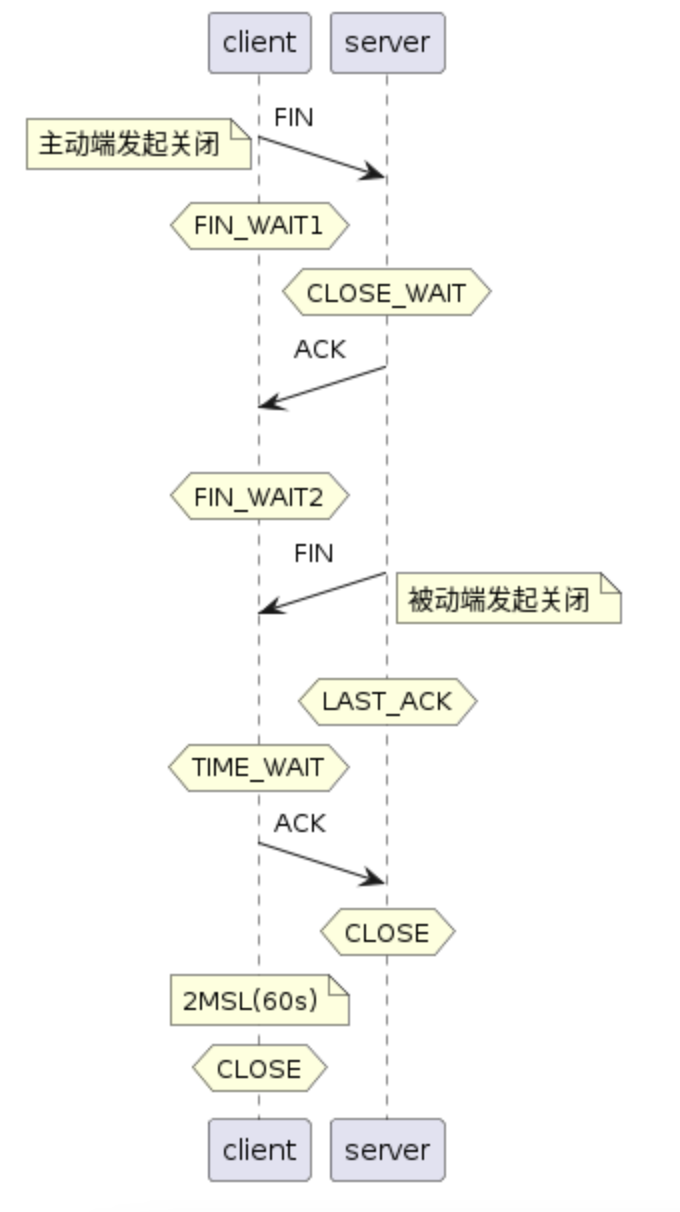 client
server
FIN
主动端发起关闭
FIN_WAIT1
CLOSE_WAIT
ACK
FIN_WAIT2
FIN
被动端发起关闭
LAST_ACK
TIME_WAIT
ACK
CLOSE
2MSL(60s)
CLOSE
client
server